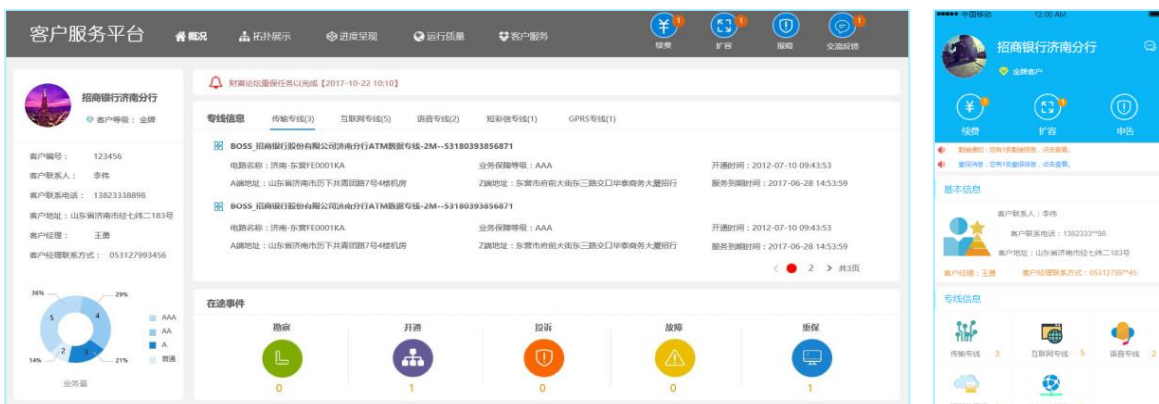 客户服务平台 概况 拓扑展示 进度呈现 运行质量 客户服务
¥ 1 续费 1 扩容 报障 1 交流反馈
招商银行济南分行
客户等级：金牌
客户编号： 123456
客户联系人： 李伟
客户联系电话： 13823338898
客户地址：山东省济南市经七纬二183号
客户经理： 王勇
客户经理联系方式： 053127993456
36% 29%
5 4
2 3
14% 21%
AAA
AA
A
普通
业务量
财富论坛重保任务以完成【2017-10-22 10:10】
专线信息 传输专线(3) 互联网专线(5) 语音专线(2) 短彩信专线(1) GPRS专线(1)
BOSS_招商银行股份有限公司济南分行ATM数据专线-2M--53180393856871
电路名称：济南-东营FE0001KA 业务保障等级：AAA 开通时间：2012-07-10 09:43:53
A端地址：山东省济南市历下共青团路7号4楼机房 Z端地址：东营市府前大街东三路交口华泰商务大厦招行 服务到期时间：2017-06-28 14:53:59
BOSS_招商银行股份有限公司济南分行ATM数据专线-2M--53180393856871
电路名称：济南-东营FE0001KA 业务保障等级：AAA 开通时间：2012-07-10 09:43:53
A端地址：山东省济南市历下共青团路7号4楼机房 Z端地址：东营市府前大街东三路交口华泰商务大厦招行 服务到期时间：2017-06-28 14:53:59
2 共3页
在途事件
勘察 开通 投诉 故障 重保
0 1 0 0 1
中国移动 12:00 AM
招商银行济南分行
金牌客户
¥
续费 扩容 申告
基本信息
客户联系人：李伟
客户联系电话：1382333**98
客户地址：山东省济南市经七纬二183号
客户经理：王勇 客户经理联系方式：05312799**45
专线信息
传输专线 3 互联网专线 5 语音专线 2